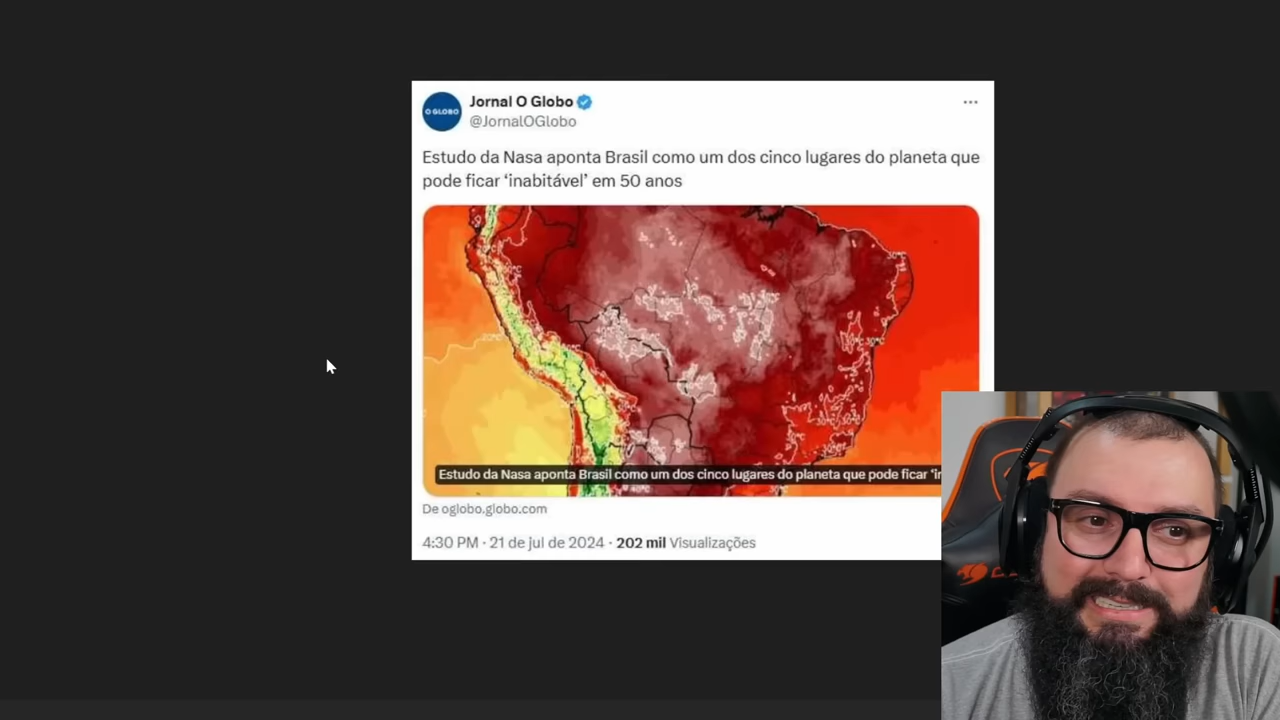 O GLOBO
Jornal O Globo
@JornalOGlobo
Estudo da Nasa aponta Brasil como um dos cinco lugares do planeta que
pode ficar ‘inabitável’ em 50 anos
Estudo da Nasa aponta Brasil como um dos cinco lugares do planeta que pode ficar
De oglobo.globo.com
4:30 PM · 21 de jul de 2024 · 202 mil Visualizações